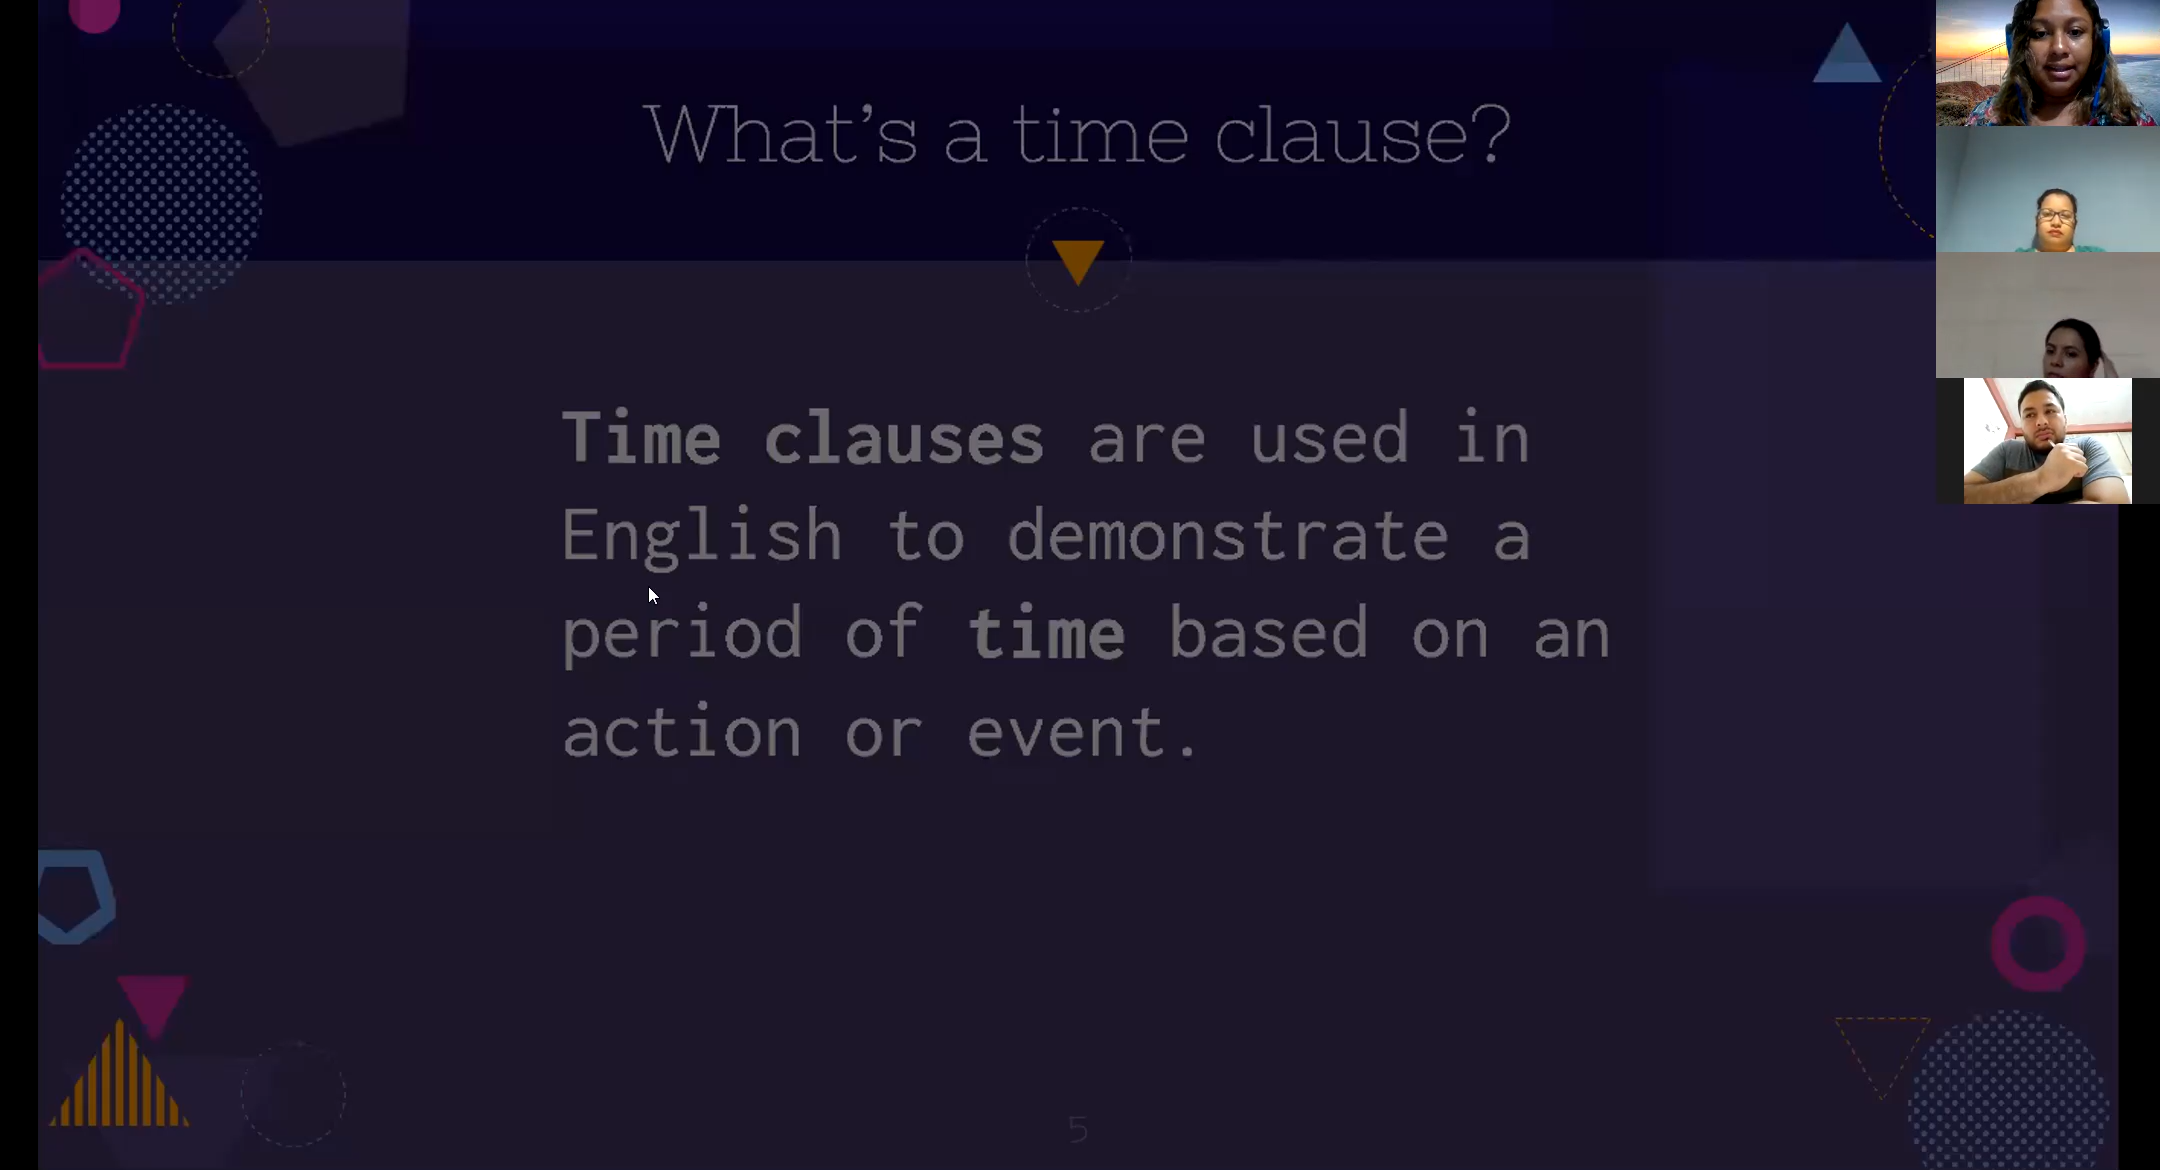 What’s a time clause?
Time clauses are used in
English to demonstrate a
period of time based on an
action or event.
5